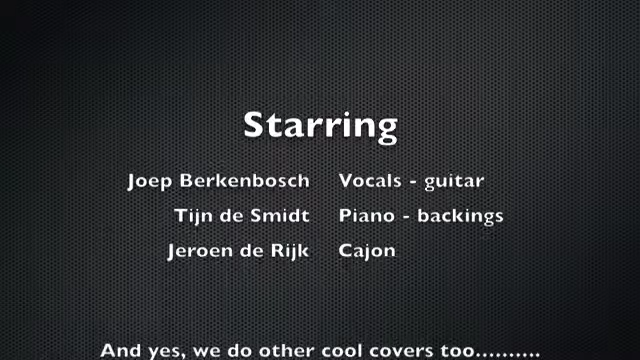 Starring
Joep Berkenbosch Vocals - guitar
Tijn de Smidt Piano - backings
Jeroen de Rijk Cajon
And yes, we do other cool covers too..........